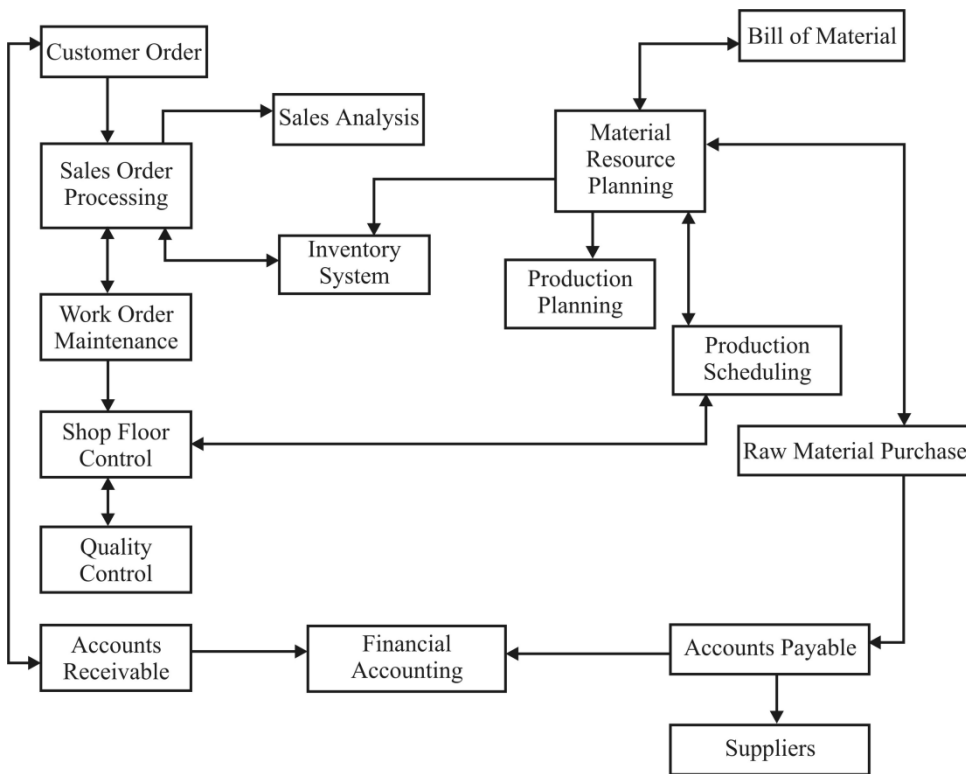 Customer Order
Bill of Material
Sales Analysis
Material
Resource
Planning
Sales Order
Processing
Inventory
System
Production
Planning
Work Order
Maintenance
Production
Scheduling
Shop Floor
Control
Raw Material Purchase
Quality
Control
Accounts
Receivable
Financial
Accounting
Accounts Payable
Suppliers